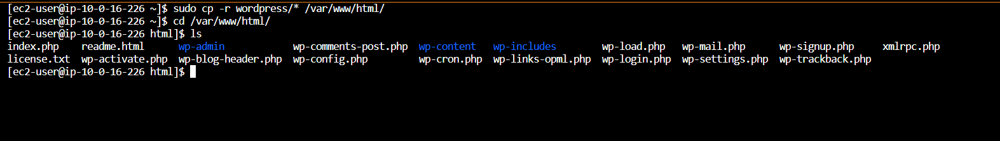 [ec2-user@ip-10-0-16-226 ~]$ sudo cp -r wordpress/* /var/www/html/
[ec2-user@ip-10-0-16-226 ~]$ cd /var/www/html/
[ec2-user@ip-10-0-16-226 html]$ ls
index.php readme.html wp-admin wp-comments-post.php wp-content wp-includes wp-load.php wp-mail.php wp-signup.php xmlrpc.php
license.txt wp-activate.php wp-blog-header.php wp-config.php wp-cron.php wp-links-opml.php wp-login.php wp-settings.php wp-trackback.php
[ec2-user@ip-10-0-16-226 html]$